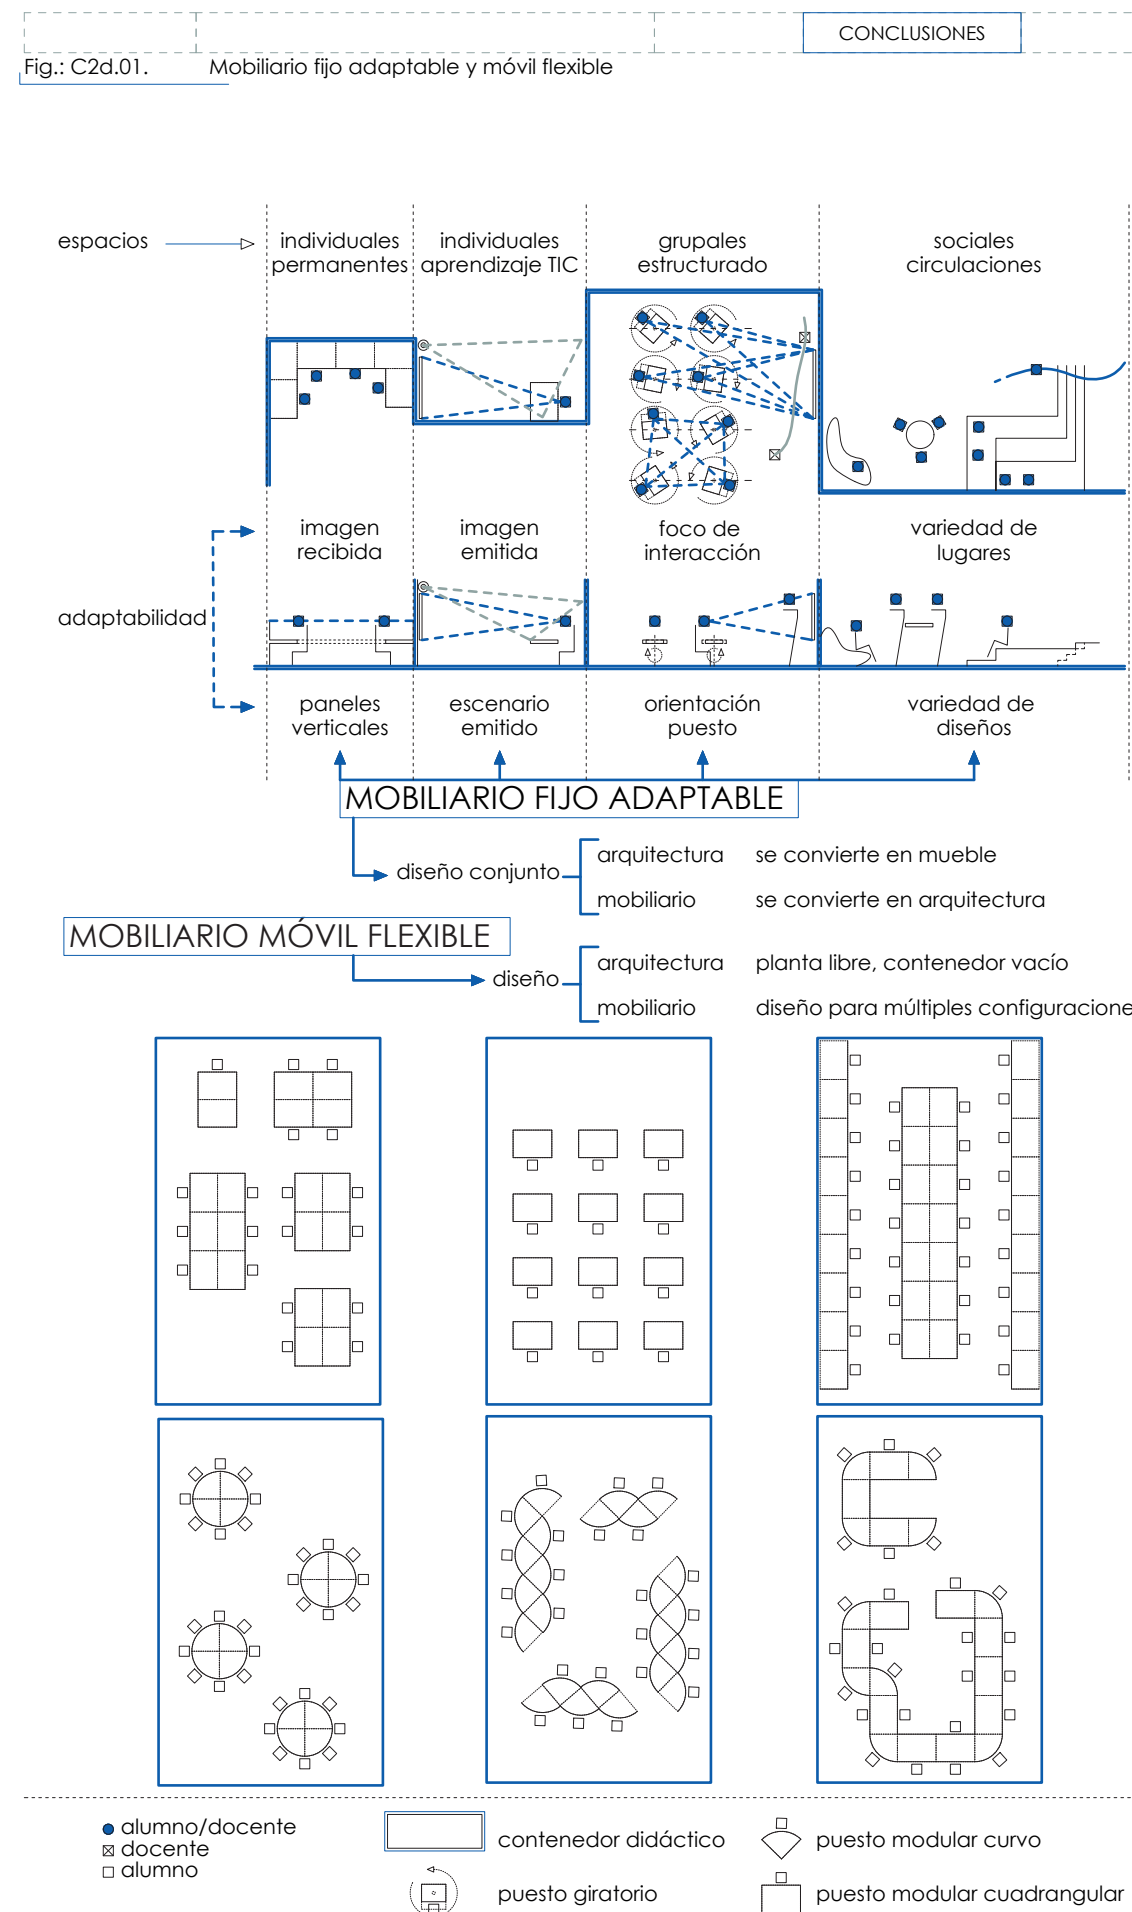 CONCLUSIONES
Fig.: C2d.01. Mobiliario fijo adaptable y móvil flexible
espacios
individuales
permanentes
individuales
aprendizaje TIC
grupales
estructurado
sociales
circulaciones
imagen
recibida
imagen
emitida
foco de
interacción
variedad de
lugares
adaptabilidad
paneles
verticales
escenario
emitido
orientación
puesto
variedad de
diseños
MOBILIARIO FIJO ADAPTABLE
diseño conjunto
arquitectura se convierte en mueble
mobiliario se convierte en arquitectura
MOBILIARIO MÓVIL FLEXIBLE
diseño
arquitectura planta libre, contenedor vacío
mobiliario diseño para múltiples configuracione
alumno/docente
docente
alumno
contenedor didáctico
puesto giratorio
puesto modular curvo
puesto modular cuadrangular